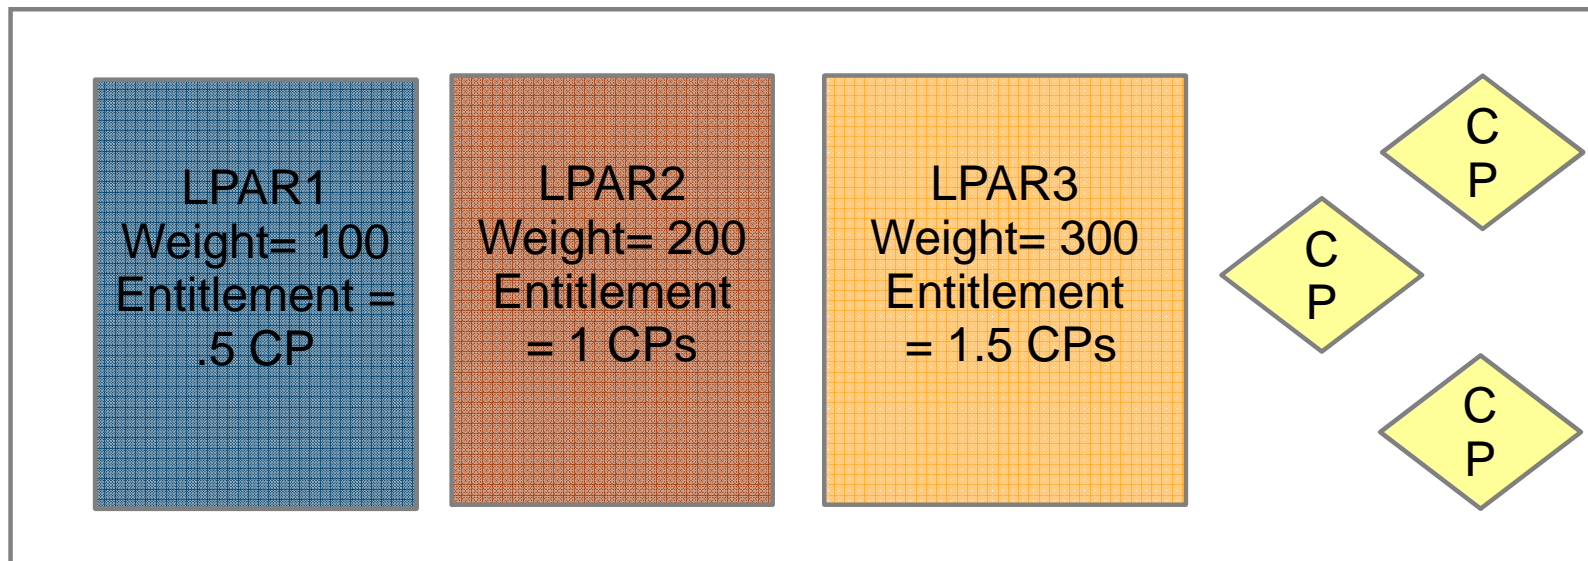 LPAR1
Weight= 100
Entitlement =
.5 CP
LPAR2
Weight= 200
Entitlement
= 1 CPs
LPAR3
Weight= 300
Entitlement
= 1.5 CPs
C
P
C
P
C
P